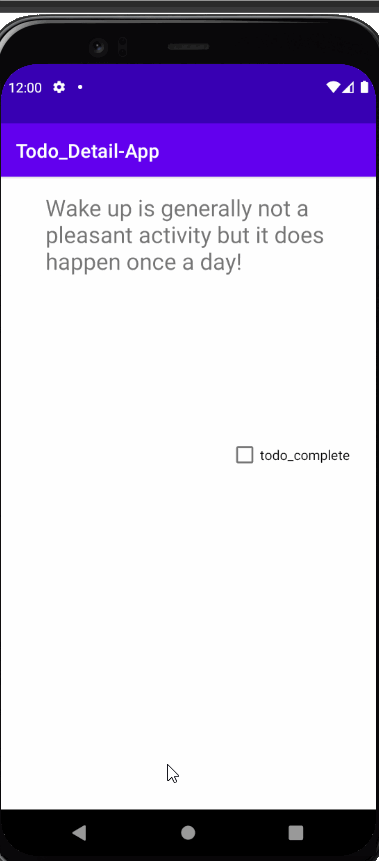 12:00
Todo_Detail-App
Wake up is generally not a
pleasant activity but it does
happen once a day!
todo_complete